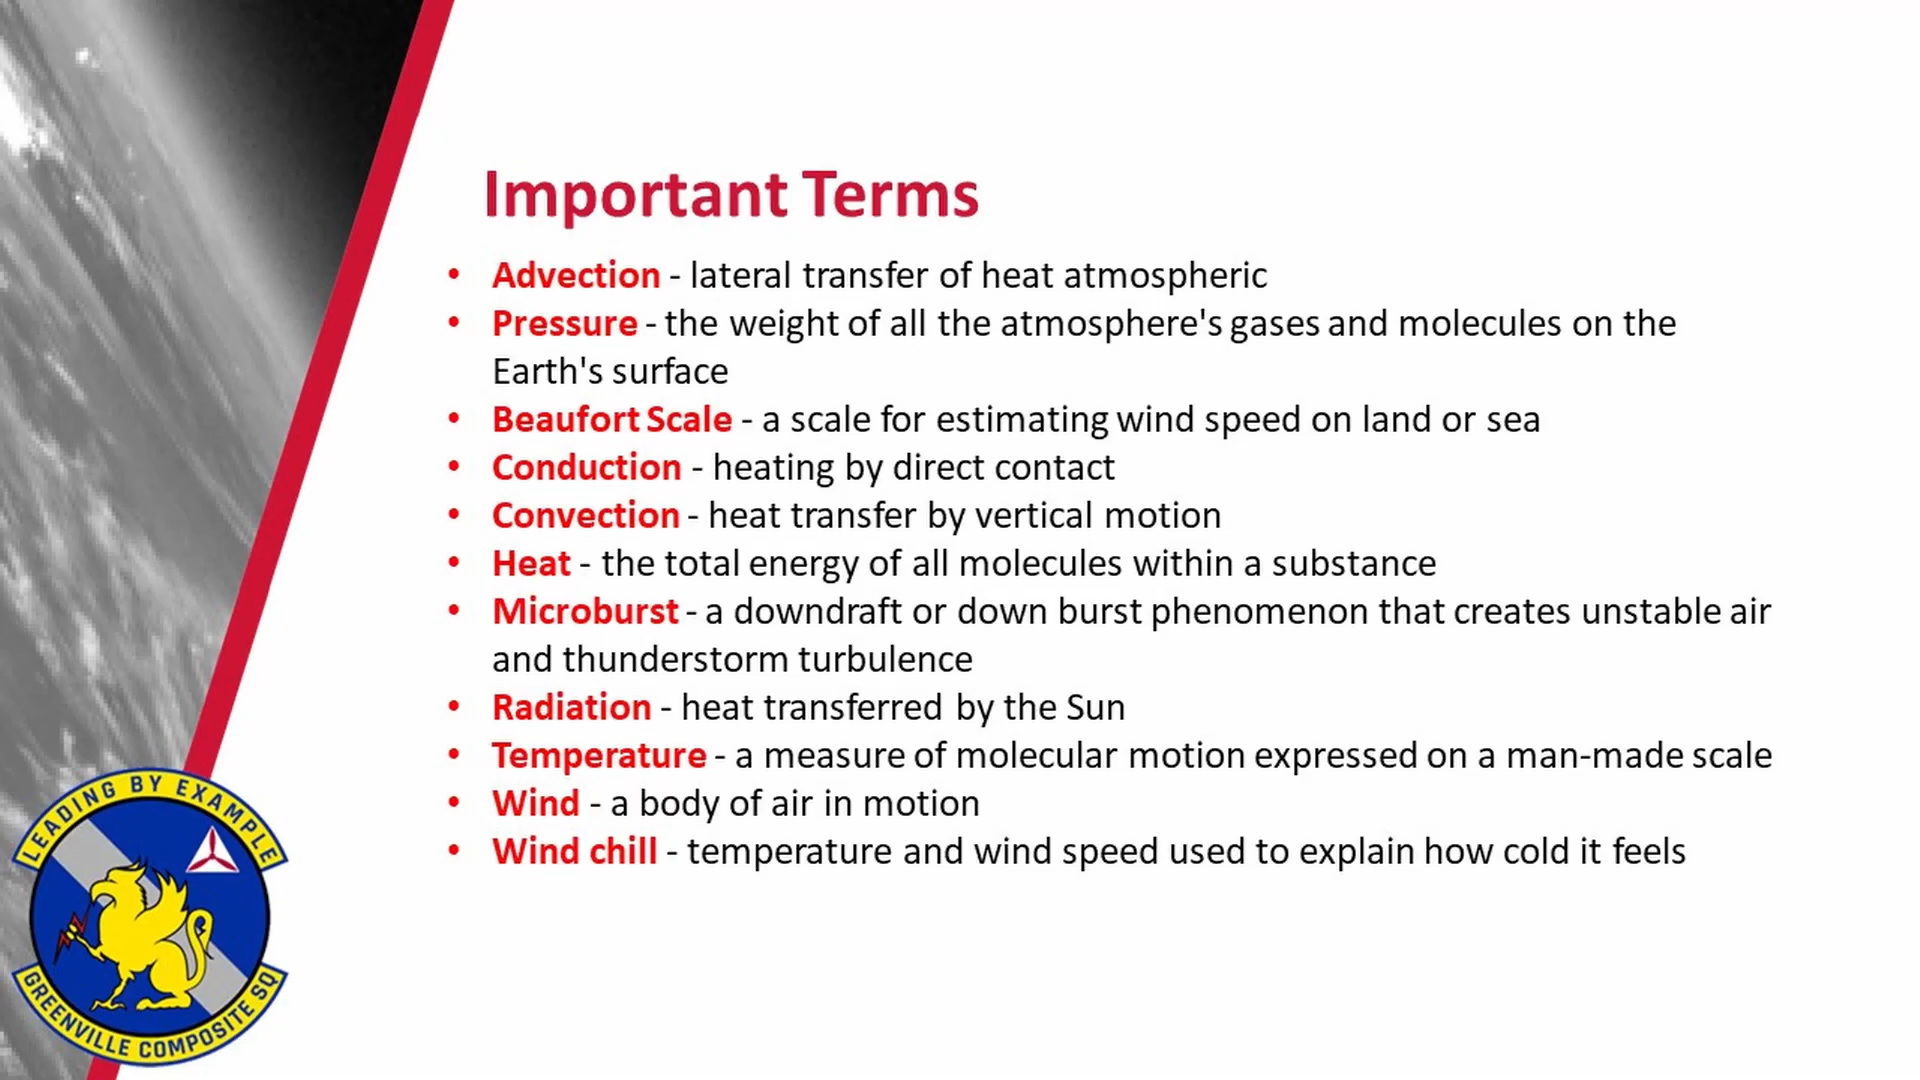 Important Terms
• Advection - lateral transfer of heat atmospheric
• Pressure - the weight of all the atmosphere's gases and molecules on the
Earth's surface
• Beaufort Scale - a scale for estimating wind speed on land or sea
• Conduction - heating by direct contact
• Convection - heat transfer by vertical motion
• Heat - the total energy of all molecules within a substance
• Microburst - a downdraft or down burst phenomenon that creates unstable air
and thunderstorm turbulence
• Radiation - heat transferred by the Sun
• Temperature - a measure of molecular motion expressed on a man-made scale
• Wind - a body of air in motion
• Wind chill - temperature and wind speed used to explain how cold it feels
LEADING BY EXAMPLE
GREENVILLE COMPOSITE SQ